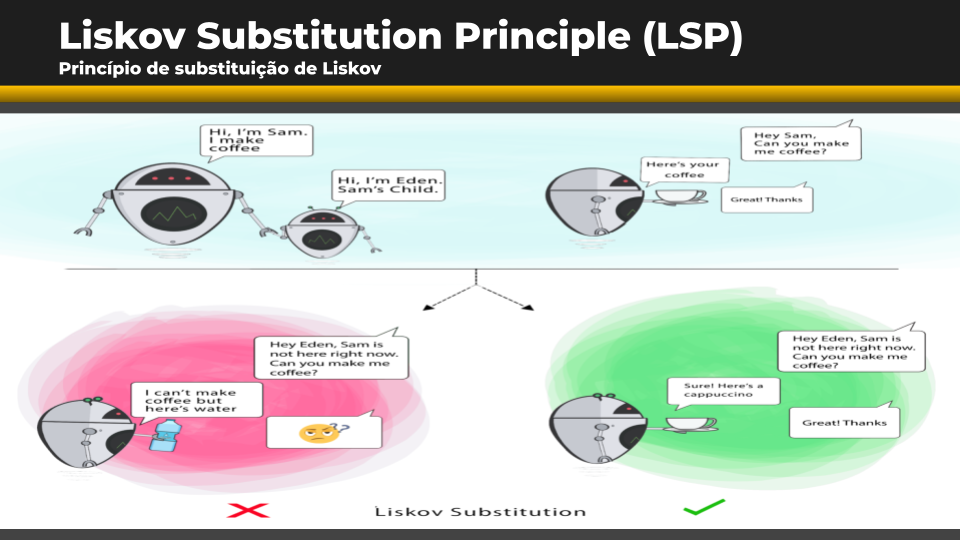 Liskov Substitution Principle (LSP)
Princípio de substituição de Liskov
Hi, I'm Sam.
I make
coffee
Hi, I'm Eden.
Sam's Child.
Hey Sam,
Can you make
me coffee?
Here's your
coffee
Great! Thanks
Hey Eden, Sam is
not here right now.
Can you make me
coffee?
I can't make
coffee but
here's water
??
Hey Eden, Sam is
not here right now.
Can you make me
coffee?
Sure! Here's a
cappuccino
Great! Thanks
Liskov Substitution